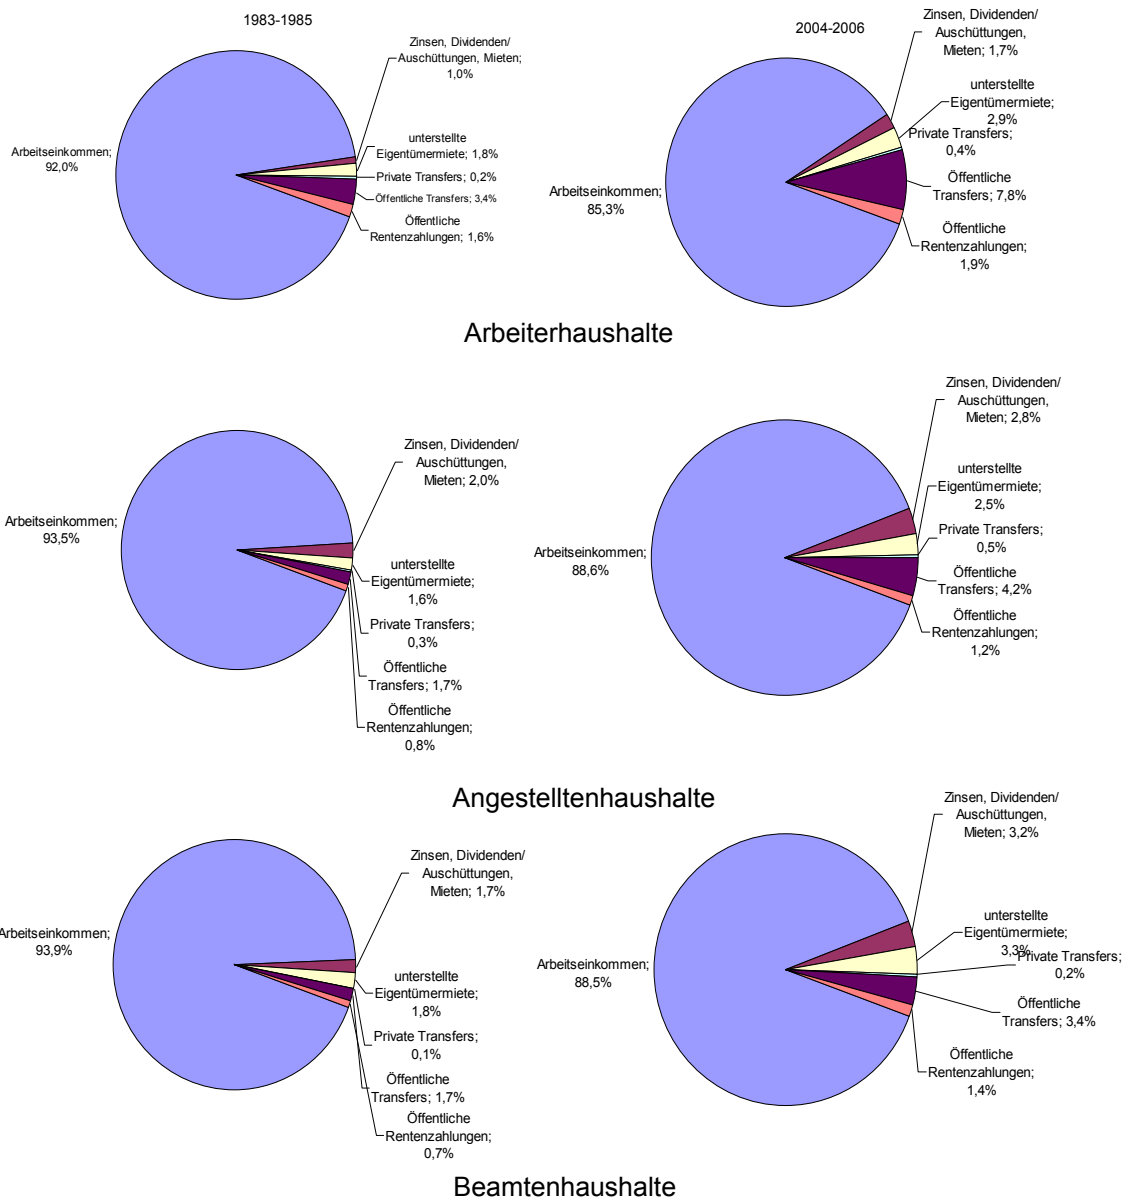 1983-1985
Zinsen, Dividenden/
Auschüttungen, Mieten;
1,0%
Arbeitseinkommen;
92,0%
unterstellte
Eigentümermiete; 1,8%
Private Transfers; 0,2%
Öffentliche Transfers; 3,4%
Öffentliche
Rentenzahlungen; 1,6%
2004-2006
Zinsen, Dividenden/
Auschüttungen,
Mieten; 1,7%
unterstellte
Eigentümermiete;
2,9%
Private Transfers;
0,4%
Arbeitseinkommen;
85,3%
Öffentliche
Transfers; 7,8%
Öffentliche
Rentenzahlungen;
1,9%
Arbeiterhaushalte
Zinsen, Dividenden/
Auschüttungen,
Mieten; 2,0%
Arbeitseinkommen;
93,5%
unterstellte
Eigentümermiete;
1,6%
Private Transfers;
0,3%
Öffentliche
Transfers; 1,7%
Öffentliche
Rentenzahlungen;
0,8%
Zinsen, Dividenden/
Auschüttungen,
Mieten; 2,8%
unterstellte
Eigentümermiete;
2,5%
Private Transfers;
0,5%
Arbeitseinkommen;
88,6%
Öffentliche
Transfers; 4,2%
Öffentliche
Rentenzahlungen;
1,2%
Angestelltenhaushalte
Zinsen, Dividenden/
Auschüttungen,
Mieten; 1,7%
Arbeitseinkommen;
93,9%
unterstellte
Eigentümermiete;
1,8%
Private Transfers;
0,1%
Öffentliche
Transfers; 1,7%
Öffentliche
Rentenzahlungen;
0,7%
Zinsen, Dividenden/
Auschüttungen,
Mieten; 3,2%
unterstellte
Eigentümermiete;
3,3%
Private Transfers;
0,2%
Arbeitseinkommen;
88,5%
Öffentliche
Transfers; 3,4%
Öffentliche
Rentenzahlungen;
1,4%
Beamtenhaushalte